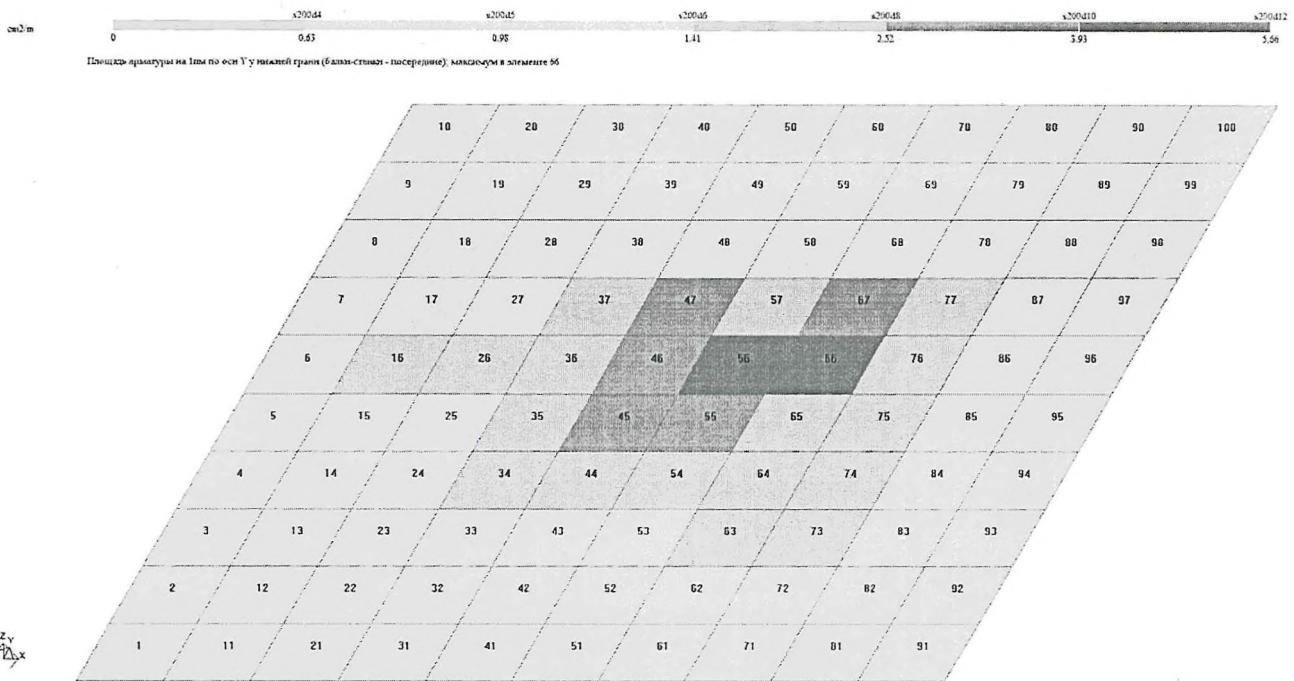 s200d4 s200d5 s200d6 s200d8 s200d10 s200d12
cm2/m
0 0.63 0.98 1.41 2.52 3.93 5.66
Площадь арматуры на 1пм по оси Y у нижней грани (балки-стенки - посередине); максимум в элементе 66
10 20 30 40 50 60 70 80 90 100
9 19 29 39 49 59 69 79 89 99
8 18 28 38 48 58 68 78 88 98
7 17 27 37 47 57 67 77 87 97
6 16 26 36 46 56 66 76 86 96
5 15 25 35 45 55 65 75 85 95
4 14 24 34 44 54 64 74 84 94
3 13 23 33 43 53 63 73 83 93
2 12 22 32 42 52 62 72 82 92
1 11 21 31 41 51 61 71 81 91
Z Y
X